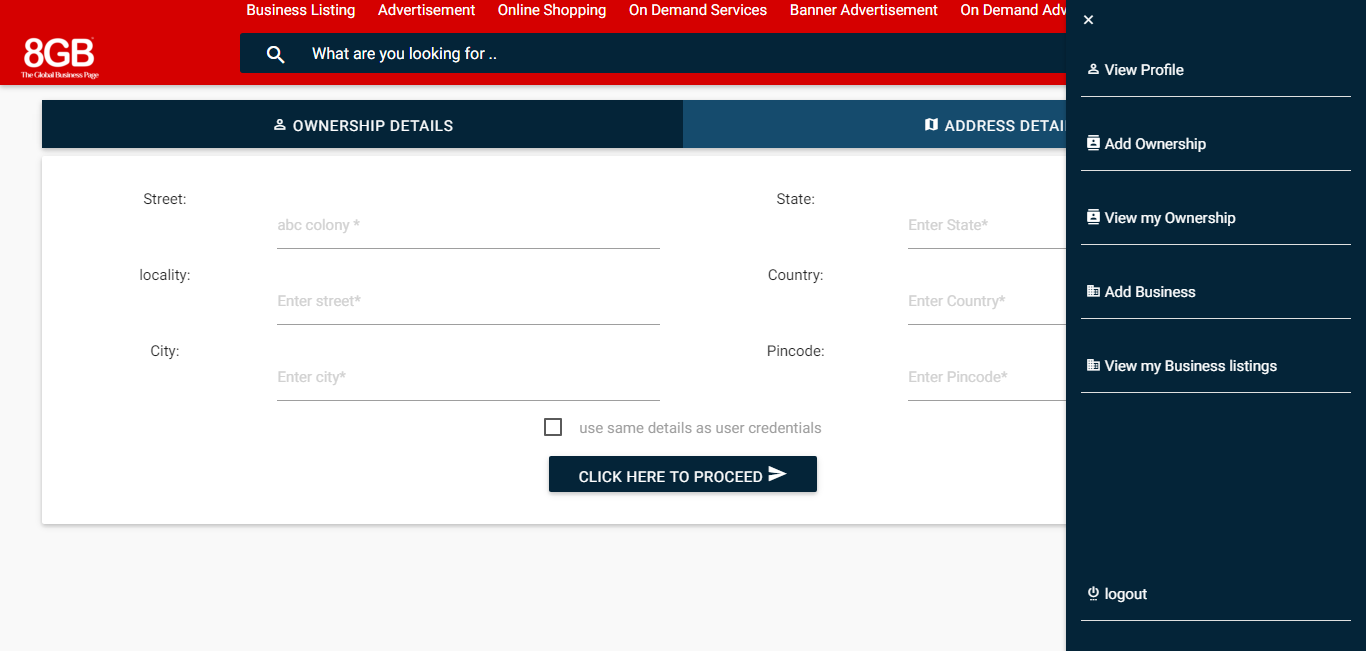 Business Listing Advertisement Online Shopping On Demand Services Banner Advertisement On Demand Adv
8GB
The Global Business Page
What are you looking for ..
OWNERSHIP DETAILS
ADDRESS DETAI
Street:
abc colony *
State:
Enter State*
locality:
Enter street*
Country:
Enter Country*
City:
Enter city*
Pincode:
Enter Pincode*
use same details as user credentials
CLICK HERE TO PROCEED
×
View Profile
Add Ownership
View my Ownership
Add Business
View my Business listings
logout